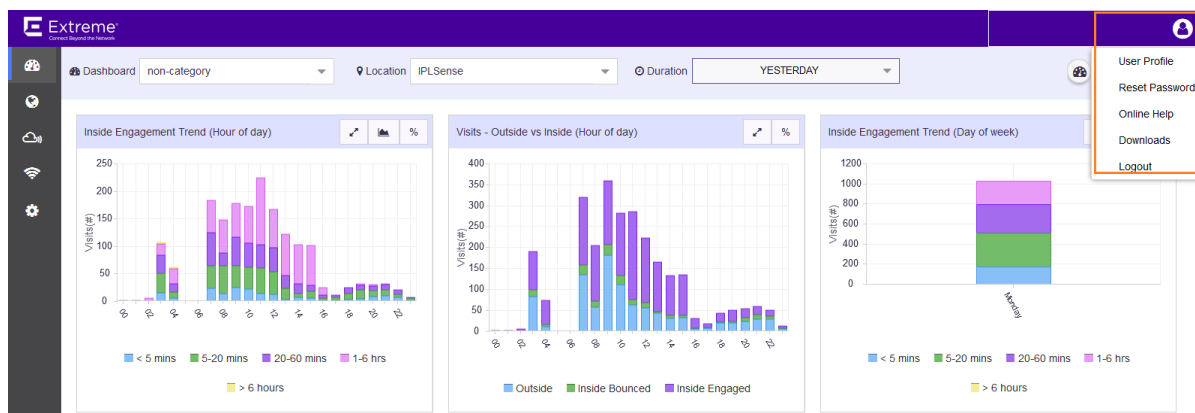 Extreme
Connect Beyond the Network
User Profile
Reset Password
Online Help
Downloads
Logout
Dashboard non-category Location IPLSense Duration YESTERDAY
Inside Engagement Trend (Hour of day) %
Visits(#)
250
200
150
100
50
0
00 02 04 06 08 10 12 14 16 18 20 22
< 5 mins 5-20 mins 20-60 mins 1-6 hrs
> 6 hours
Visits - Outside vs Inside (Hour of day) %
Visits(#)
400
350
300
250
200
150
100
50
0
00 02 04 06 08 10 12 14 16 18 20 22
Outside Inside Bounced Inside Engaged
Inside Engagement Trend (Day of week)
Visits(#)
1200
1000
800
600
400
200
0
Monday
< 5 mins 5-20 mins 20-60 mins 1-6 hrs
> 6 hours